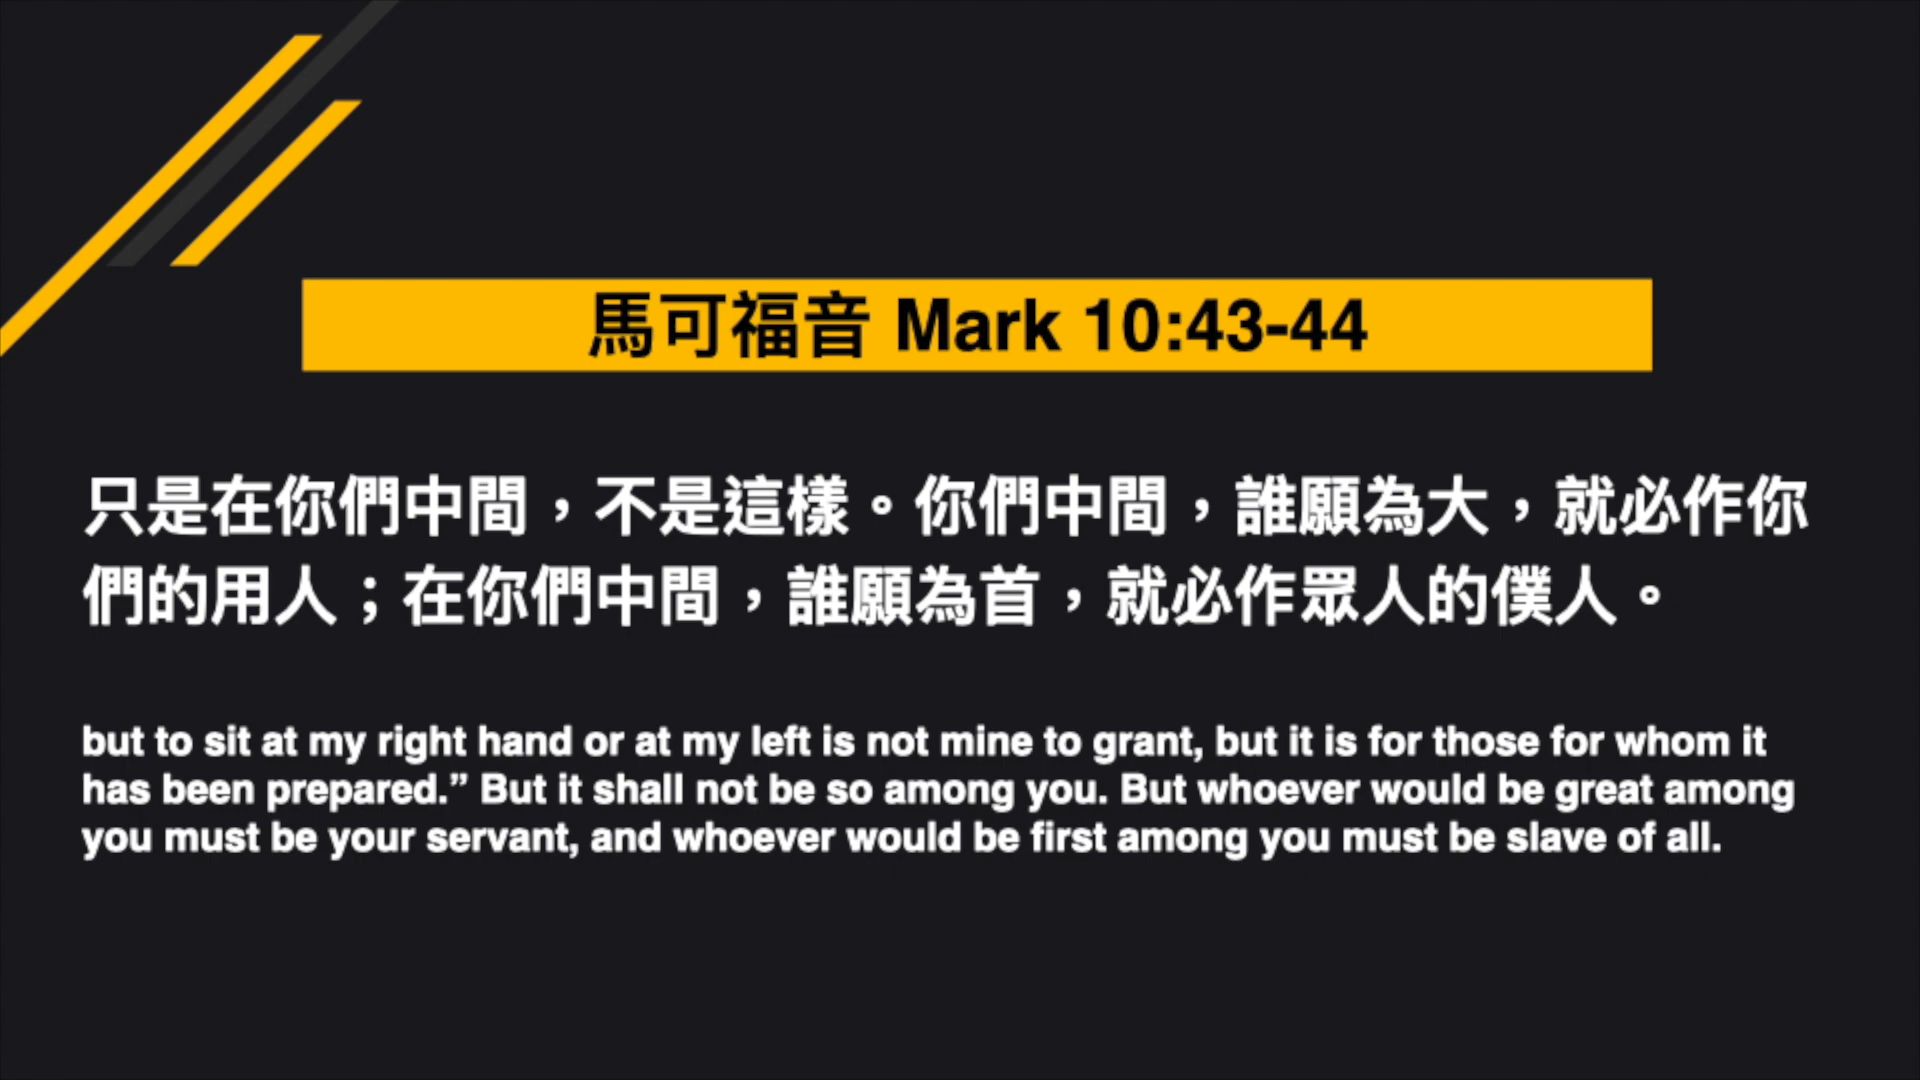 馬可福音 Mark 10:43-44
只是在你們中間，不是這樣。你們中間，誰願為大，就必作你
們的用人；在你們中間，誰願為首，就必作眾人的僕人。
but to sit at my right hand or at my left is not mine to grant, but it is for those for whom it
has been prepared.” But it shall not be so among you. But whoever would be great among
you must be your servant, and whoever would be first among you must be slave of all.